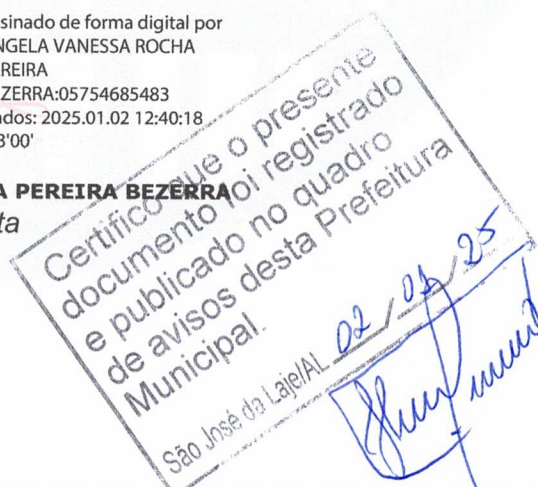 sinado de forma digital por
NGELA VANESSA ROCHA
REIRA
EZERRA:05754685483
ados: 2025.01.02 12:40:18
3'00'
A PEREIRA BEZERRA
ta
Certifico que o presente
documento foi registrado
e publicado no quadro
de avisos desta Prefeitura
Municipal.
São José da Laje/AL 02 / 01 / 25